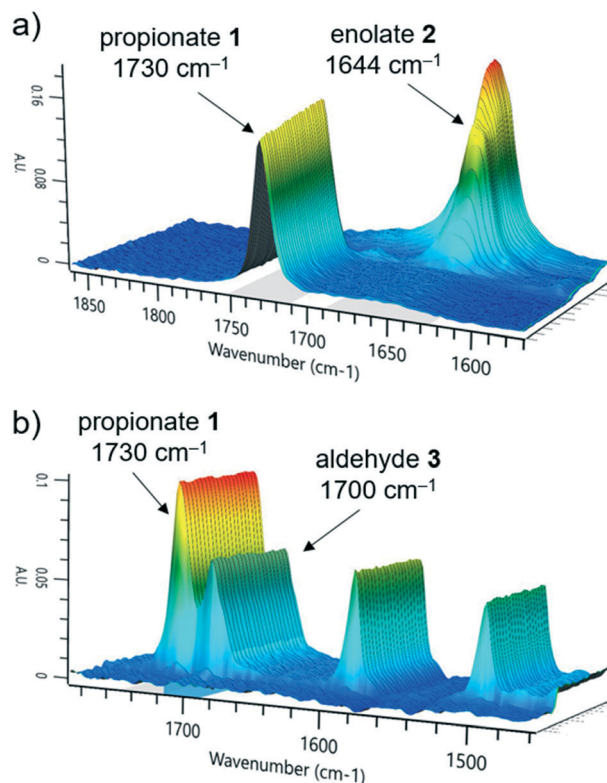 a)
propionate 1
1730 cm⁻¹
enolate 2
1644 cm⁻¹
0.16
0.08
0
A.U.
1850
1800
1750
1700
1650
1600
Wavenumber (cm-1)
b)
propionate 1
1730 cm⁻¹
aldehyde 3
1700 cm⁻¹
0.1
0.05
0
A.U.
1700
1600
1500
Wavenumber (cm-1)